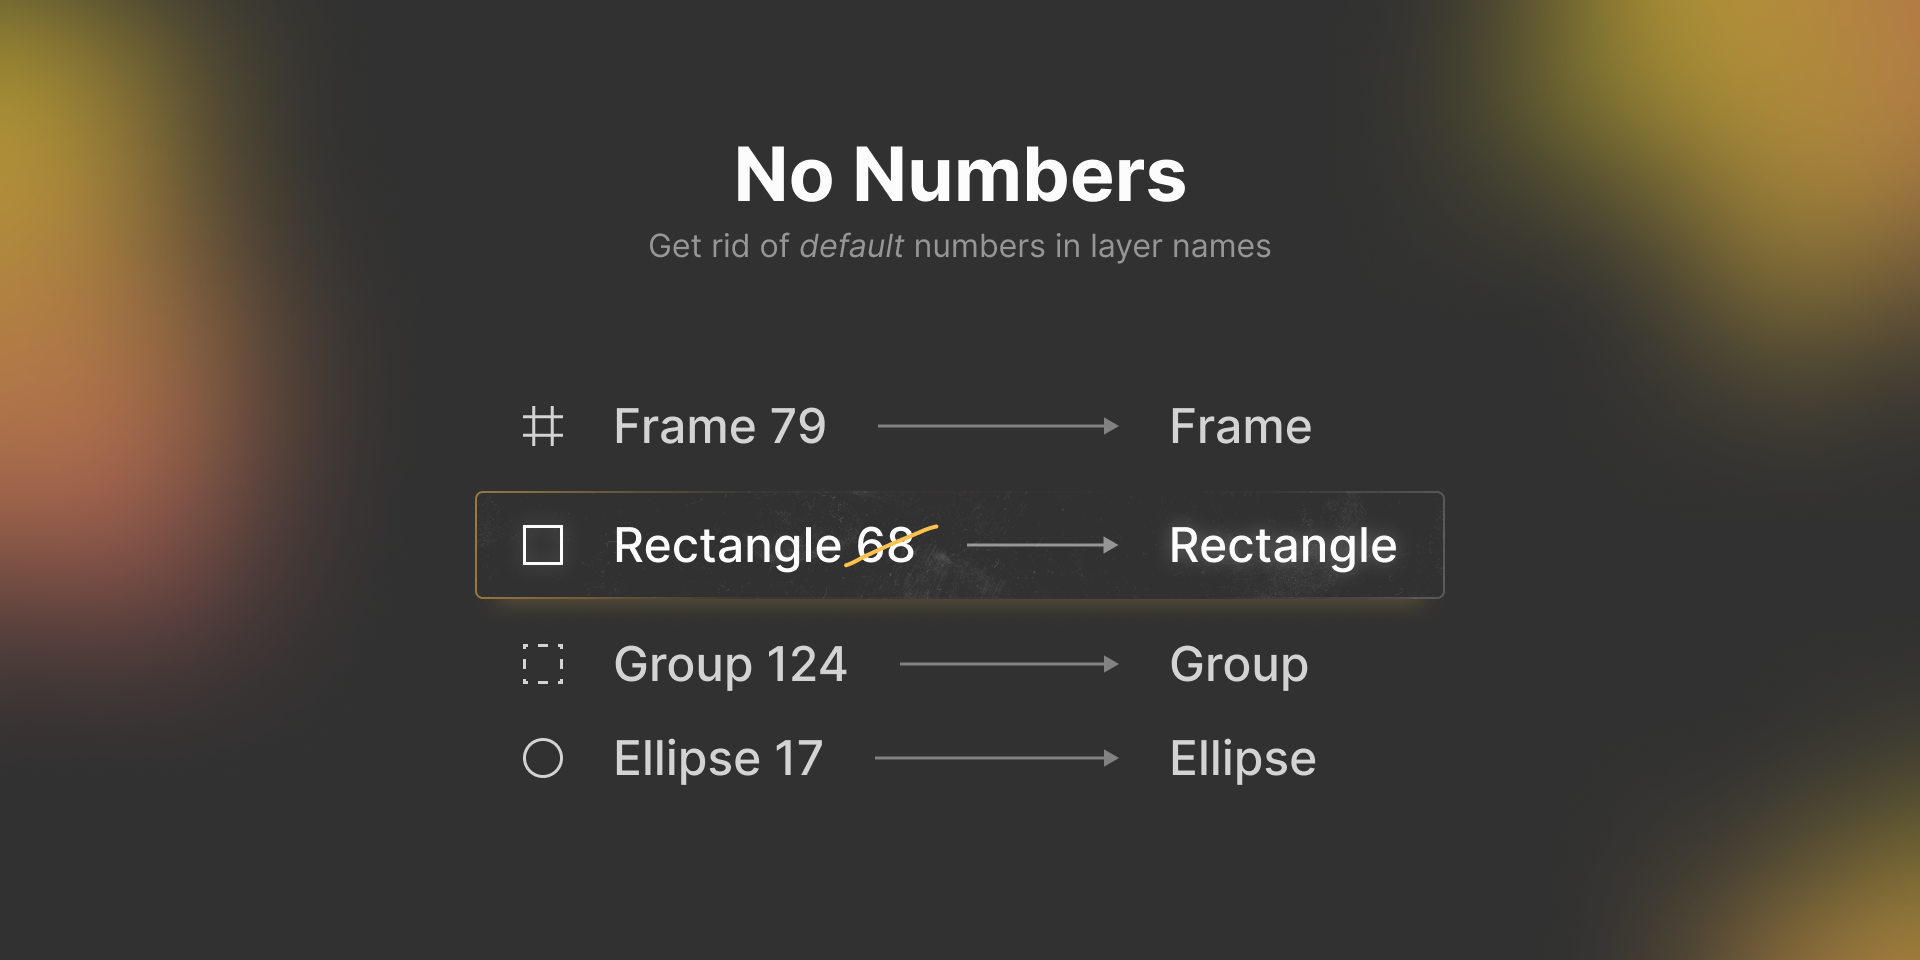 No Numbers
Get rid of default numbers in layer names
Frame 79 Frame
Rectangle 68 Rectangle
Group 124 Group
Ellipse 17 Ellipse